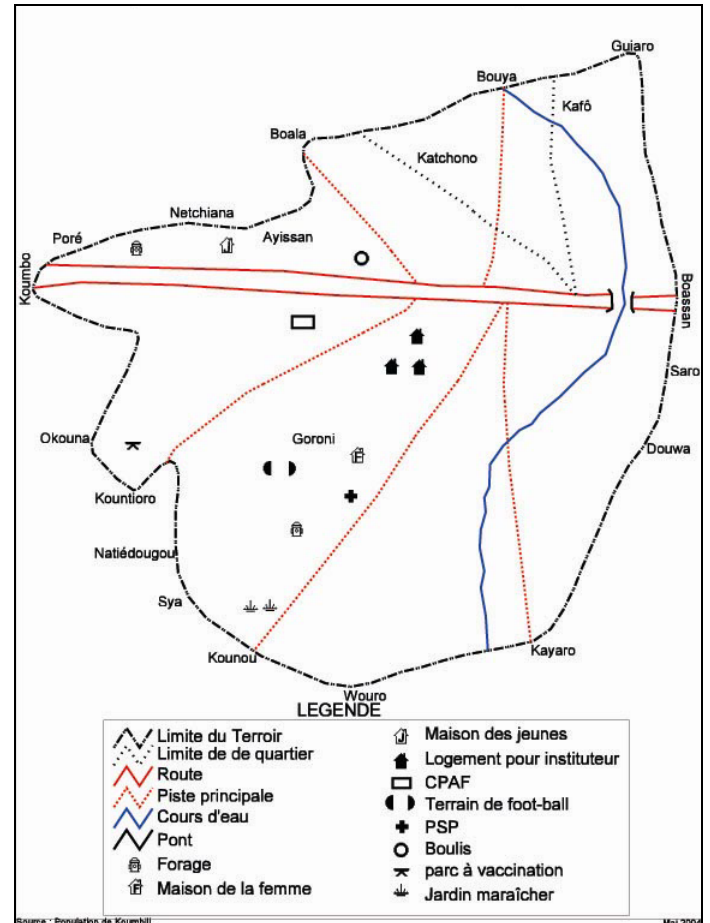 Guiaro
Bouya
Kafô
Boala
Katchono
Netchiana
Ayissan
Poré
Koumbo
Boassan
Saro
Okouna
Goroni
Douwa
Kountioro
Natiédougou
Sya
Kounou
Kayaro
Wouro
LEGENDE
Limite du Terroir
Limite de de quartier
Route
Piste principale
Cours d'eau
Pont
Forage
Maison de la femme
Maison des jeunes
Logement pour instituteur
CPAF
Terrain de foot-ball
PSP
Boulis
parc à vaccination
Jardin maraîcher
Source : Population de Koumbili
Mai 2004